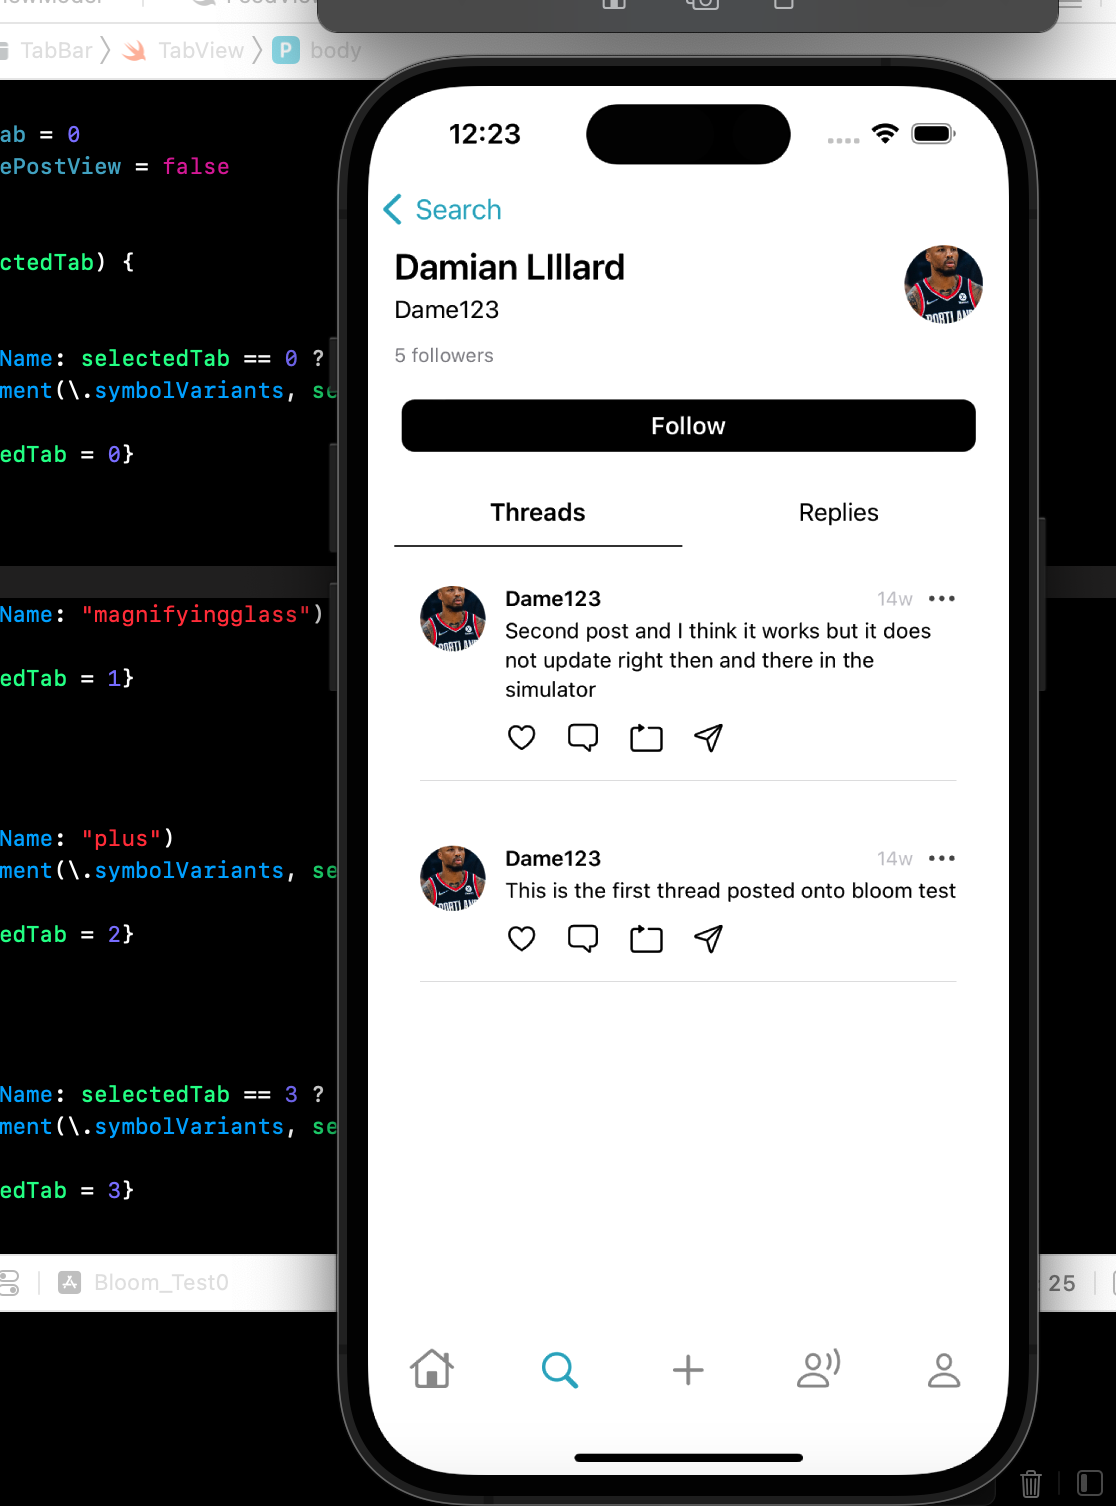 TabBar TabView P body
ab = 0
ePostView = false
ctedTab) {
Name: selectedTab == 0 ?
ment(\.symbolVariants, se
edTab = 0}
Name: "magnifyingglass")
edTab = 1}
Name: "plus")
ment(\.symbolVariants, se
edTab = 2}
Name: selectedTab == 3 ?
ment(\.symbolVariants, se
edTab = 3}
Bloom_Test0
25
12:23
Search
Damian LIllard
Dame123
5 followers
Follow
Threads Replies
Dame123 14w
Second post and I think it works but it does
not update right then and there in the
simulator
Dame123 14w
This is the first thread posted onto bloom test
PORTLAND